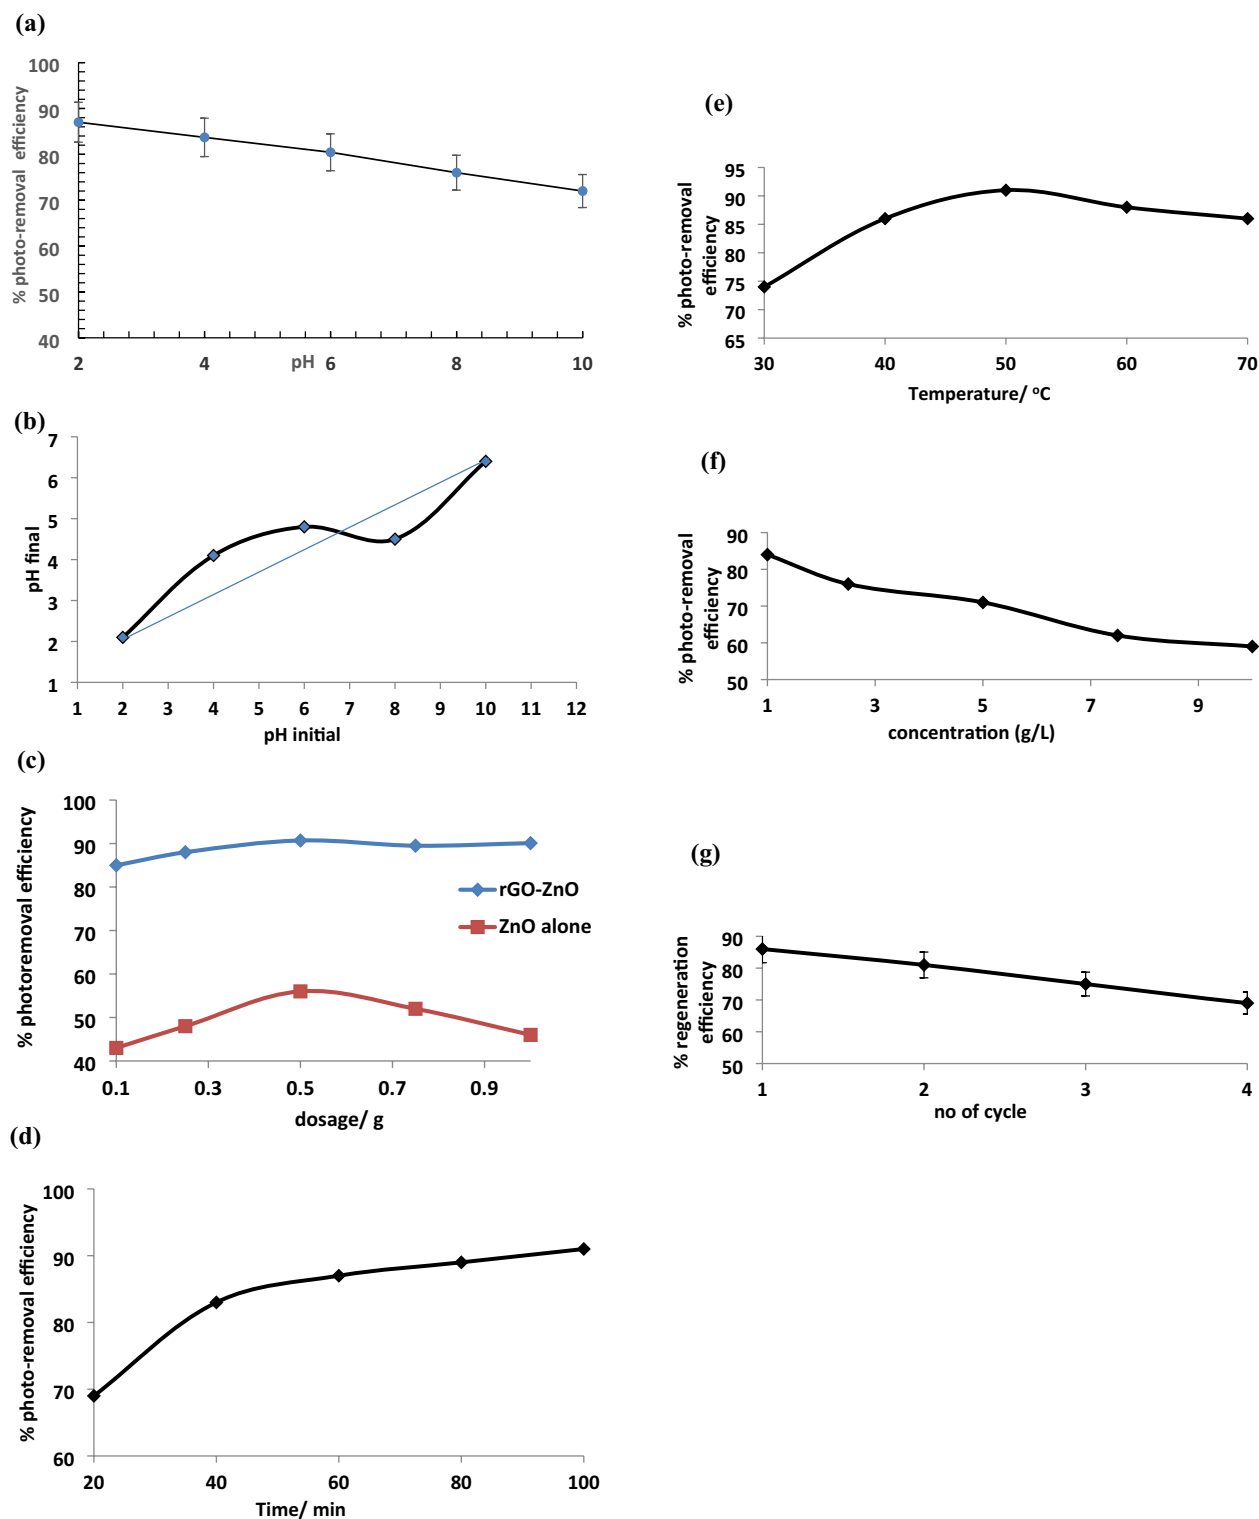 (a)
100
90
80
70
60
50
40
% photo-removal efficiency
2 4 6 8 10
pH
(b)
7
6
5
4
3
2
1
pH final
1 2 3 4 5 6 7 8 9 10 11 12
pH initial
(c)
100
90
80
70
60
50
40
% photoremoval efficiency
rGO-ZnO
ZnO alone
0.1 0.3 0.5 0.7 0.9
dosage/ g
(d)
100
90
80
70
60
% photo-removal efficiency
20 40 60 80 100
Time/ min
(e)
95
90
85
80
75
70
65
% photo-removal
efficiency
30 40 50 60 70
Temperature/ °C
(f)
90
80
70
60
50
% photo-removal
efficiency
1 3 5 7 9
concentration (g/L)
(g)
90
80
70
60
50
% regeneration
efficiency
1 2 3 4
no of cycle